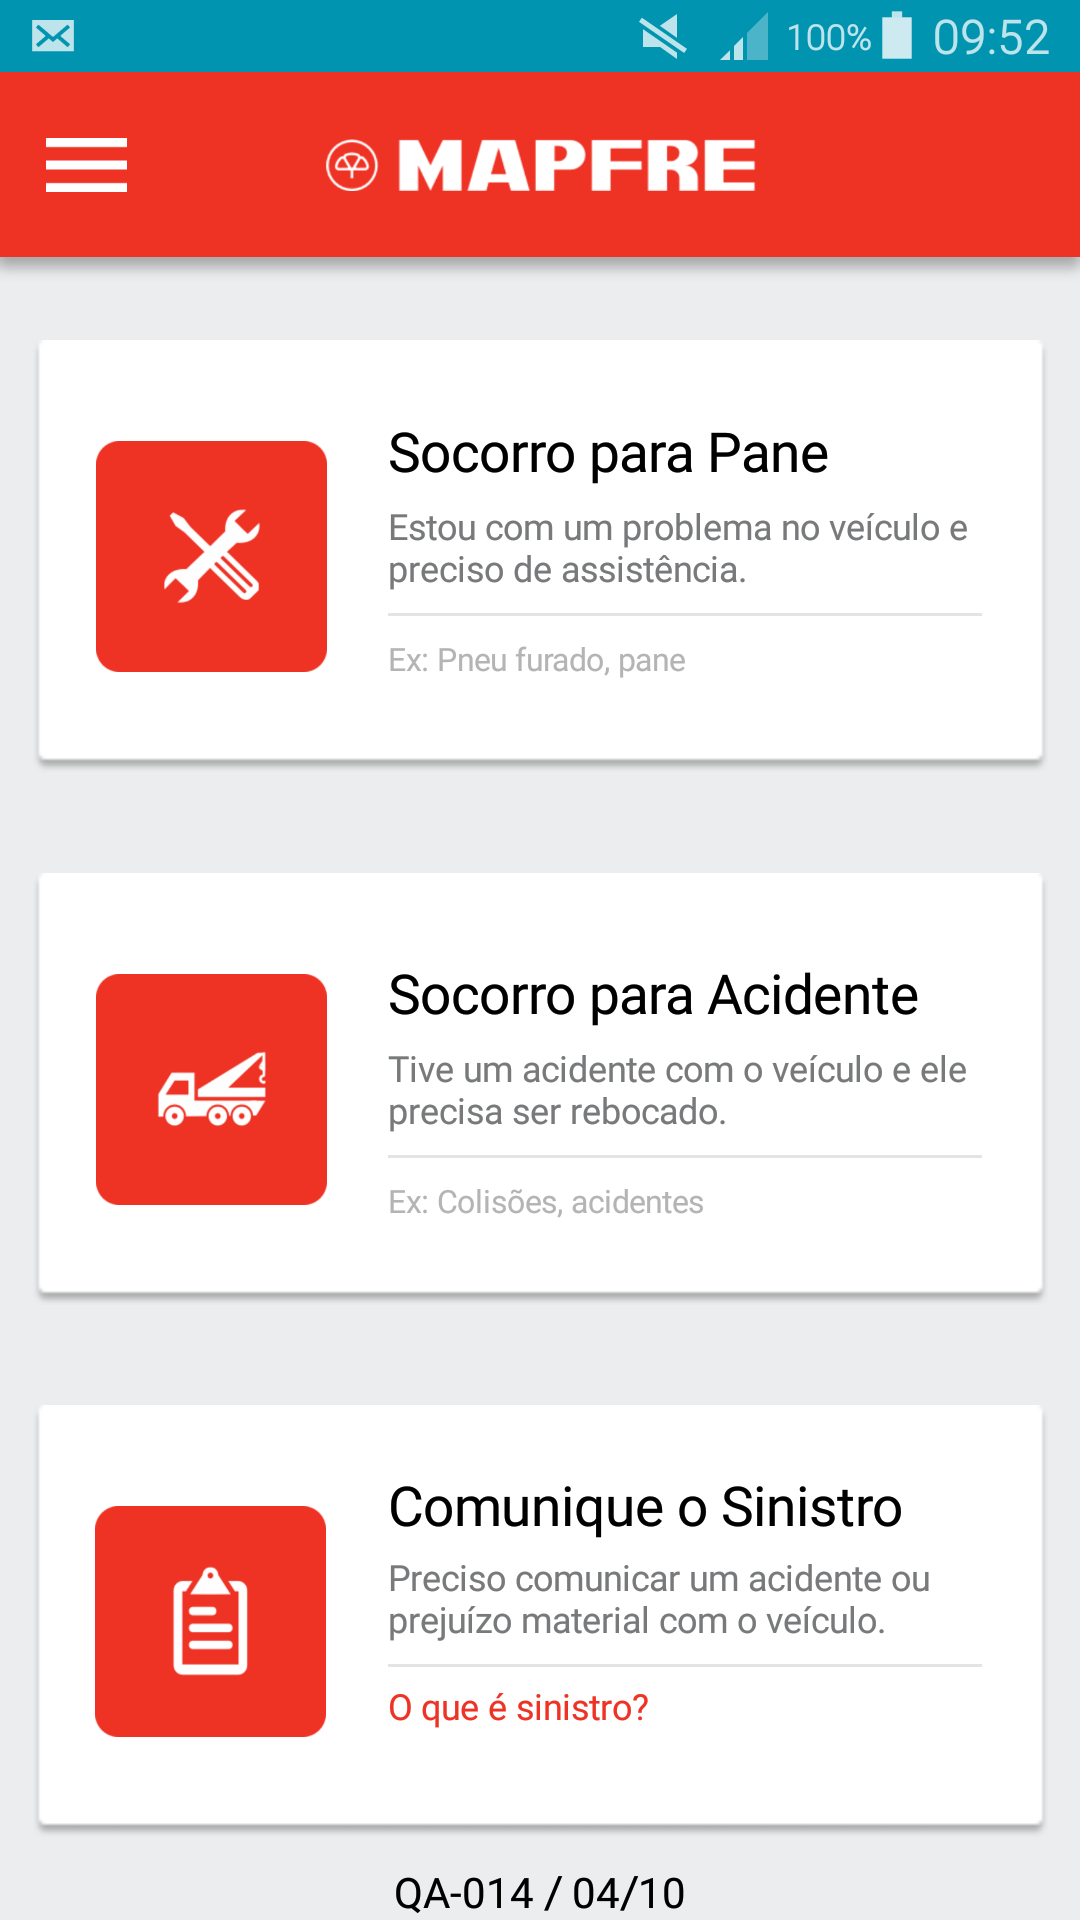 100% 09:52
MAPFRE
Socorro para Pane
Estou com um problema no veículo e
preciso de assistência.
Ex: Pneu furado, pane
Socorro para Acidente
Tive um acidente com o veículo e ele
precisa ser rebocado.
Ex: Colisões, acidentes
Comunique o Sinistro
Preciso comunicar um acidente ou
prejuízo material com o veículo.
O que é sinistro?
QA-014 / 04/10